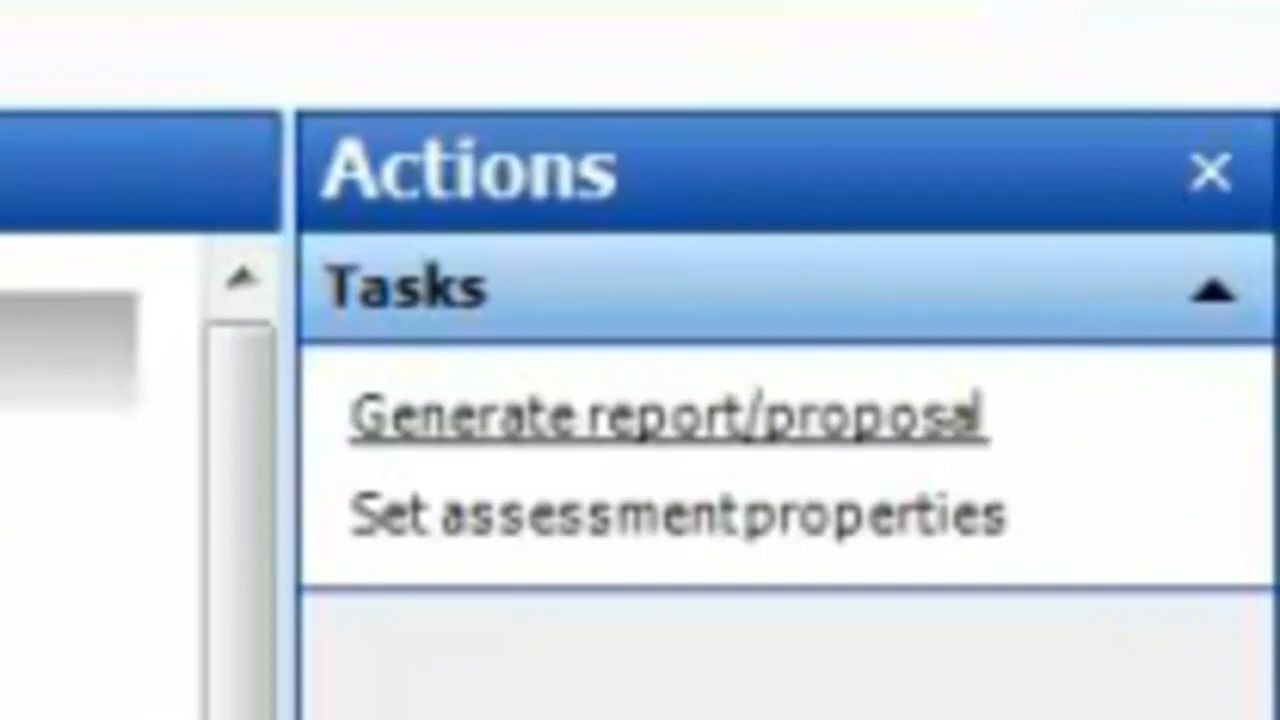 Actions
Tasks
Generate report/proposal
Set assessment properties